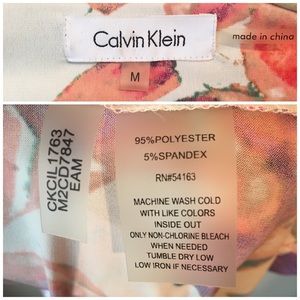 Calvin Klein
made in china
M
CKCIL1763
M2CD7847
EAM
95%POLYESTER
5%SPANDEX
RN#54163
MACHINE WASH COLD
WITH LIKE COLORS
INSIDE OUT
ONLY NON-CHLORINE BLEACH
WHEN NEEDED
TUMBLE DRY LOW
LOW IRON IF NECESSARY